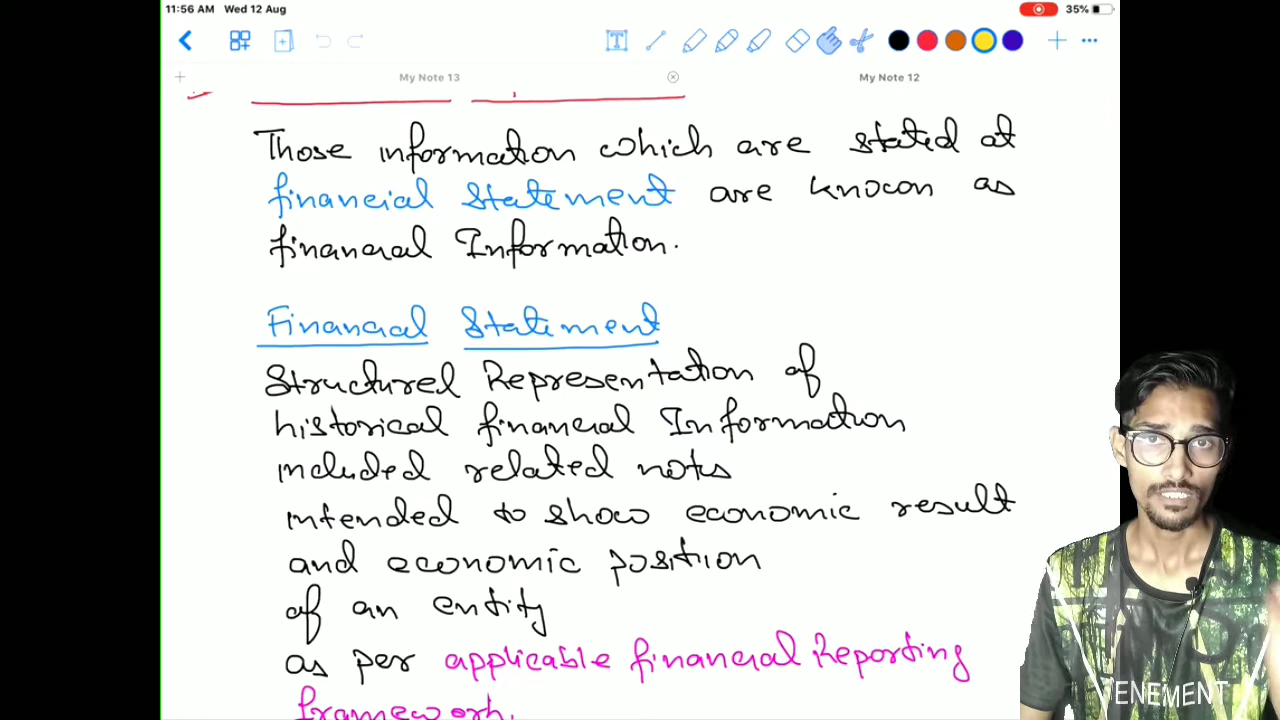 11:56 AM Wed 12 Aug
35%
My Note 13
My Note 12
Those information which are stated at
financial Statement are known as
financial Information.
Financial Statement
Structured Representation of
historical financial Information
included related notes
intended to show economic result
and economic position
of an entity
as per applicable financial Reporting
framework.
VENEMENT